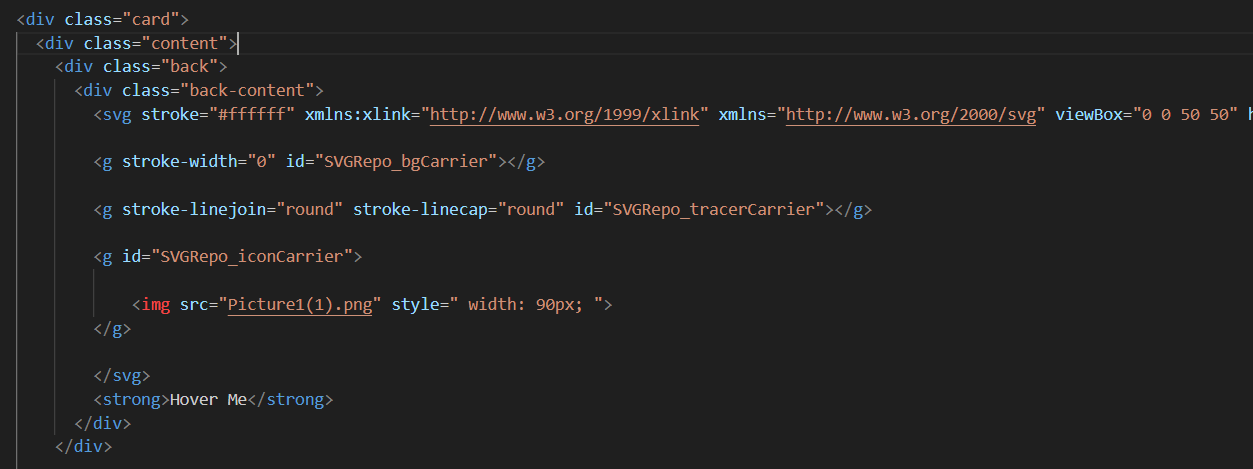 <div class="card">
<div class="content">
<div class="back">
<div class="back-content">
<svg stroke="#ffffff" xmlns:xlink="http://www.w3.org/1999/xlink" xmlns="http://www.w3.org/2000/svg" viewBox="0 0 50 50" h
<g stroke-width="0" id="SVGRepo_bgCarrier"></g>
<g stroke-linejoin="round" stroke-linecap="round" id="SVGRepo_tracerCarrier"></g>
<g id="SVGRepo_iconCarrier">
<img src="Picture1(1).png" style=" width: 90px; ">
</g>
</svg>
<strong>Hover Me</strong>
</div>
</div>